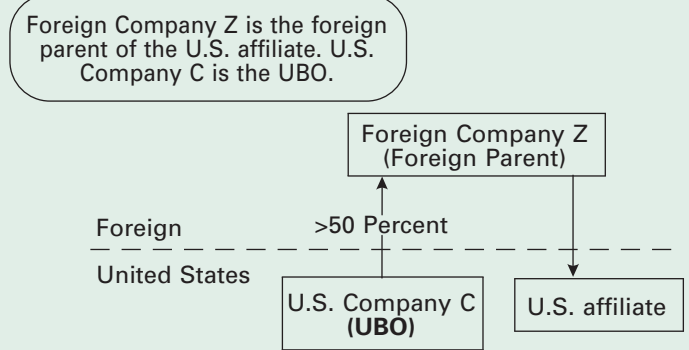 Foreign Company Z is the foreign
parent of the U.S. affiliate. U.S.
Company C is the UBO.
Foreign Company Z
(Foreign Parent)
Foreign
>50 Percent
United States
U.S. Company C
(UBO)
U.S. affiliate